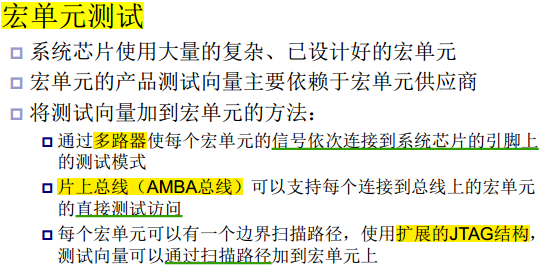 宏单元测试
系统芯片使用大量的复杂、已设计好的宏单元
宏单元的产品测试向量主要依赖于宏单元供应商
将测试向量加到宏单元的方法：
通过多路器使每个宏单元的信号依次连接到系统芯片的引脚上
的测试模式
片上总线（AMBA总线）可以支持每个连接到总线上的宏单元
的直接测试访问
每个宏单元可以有一个边界扫描路径，使用扩展的JTAG结构，
测试向量可以通过扫描路径加到宏单元上